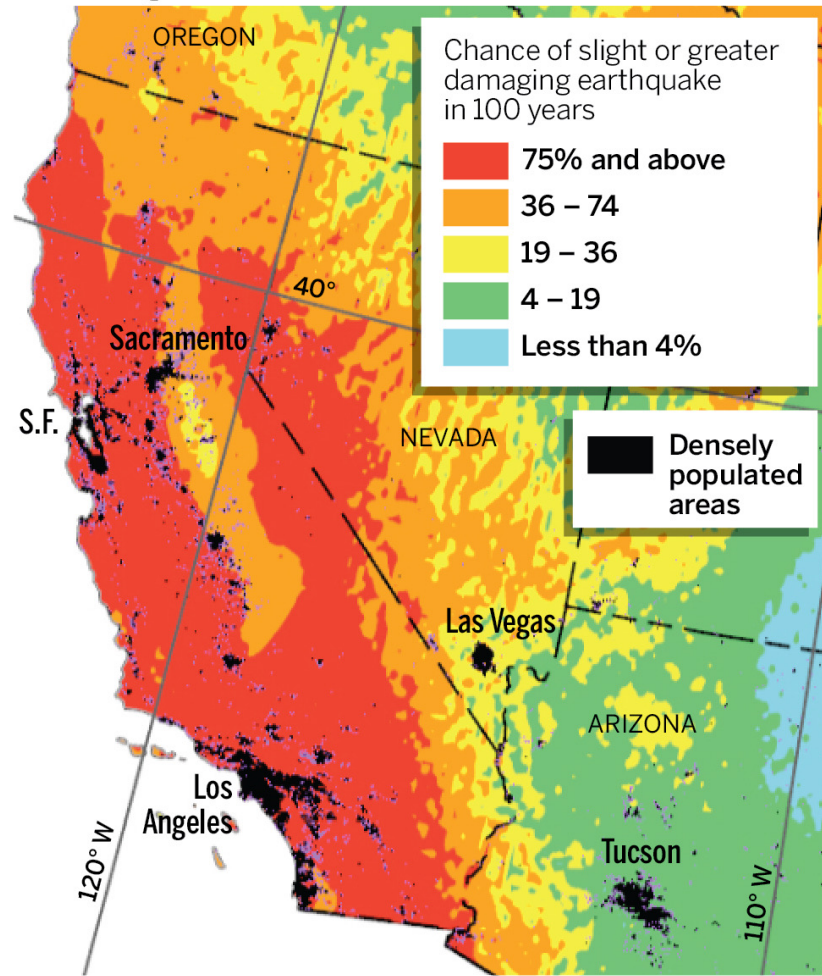 OREGON
Chance of slight or greater
damaging earthquake
in 100 years
75% and above
36 – 74
19 – 36
4 – 19
Less than 4%
40°
Sacramento
S.F.
NEVADA
Densely
populated
areas
Las Vegas
ARIZONA
Los
Angeles
Tucson
120° W
110° W